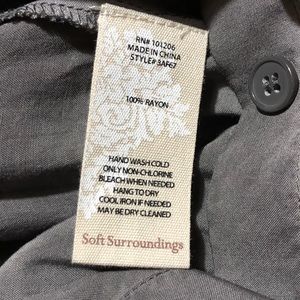 RN# 101206
MADE IN CHINA
STYLE# 3AF67
100% RAYON
HAND WASH COLD
ONLY NON-CHLORINE
BLEACH WHEN NEEDED
HANG TO DRY
COOL IRON IF NEEDED
MAY BE DRY CLEANED
Soft Surroundings